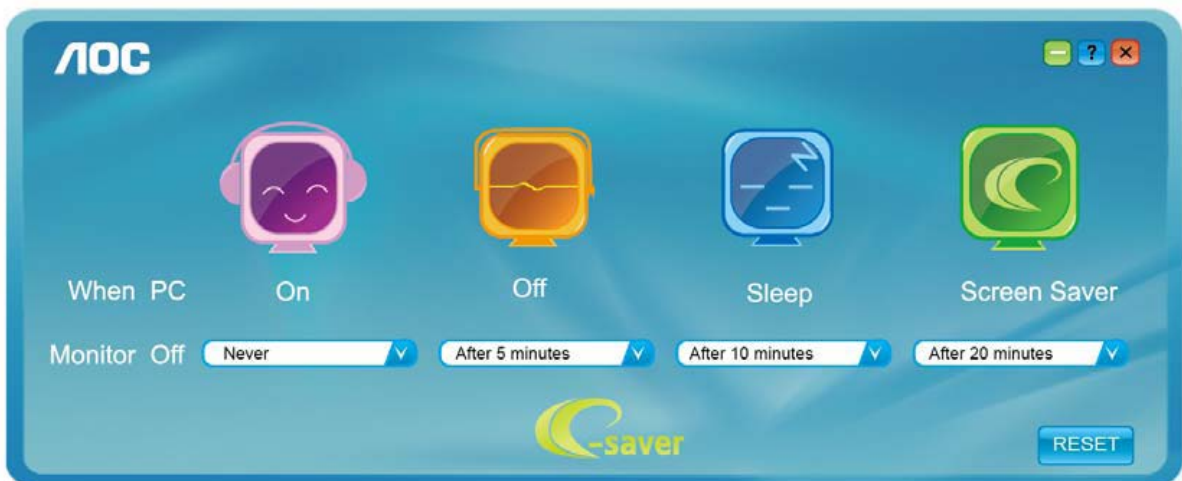 AOC
?
When PC On Off Sleep Screen Saver
Monitor Off Never After 5 minutes After 10 minutes After 20 minutes
e-saver
RESET